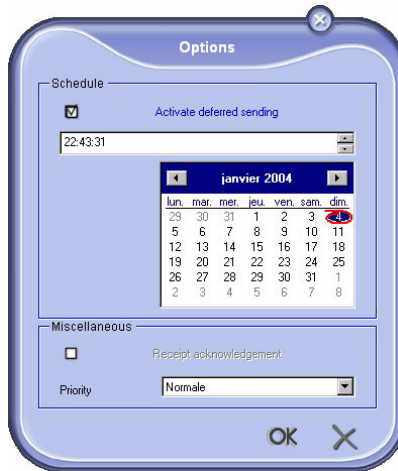 Options
Schedule
Activate deferred sending
22:43:31
janvier 2004
lun. mar. mer. jeu. ven. sam. dim.
29 30 31 1 2 3 4
5 6 7 8 9 10 11
12 13 14 15 16 17 18
19 20 21 22 23 24 25
26 27 28 29 30 31 1
2 3 4 5 6 7 8
Miscellaneous
Receipt acknowledgement
Priority Normale
OK